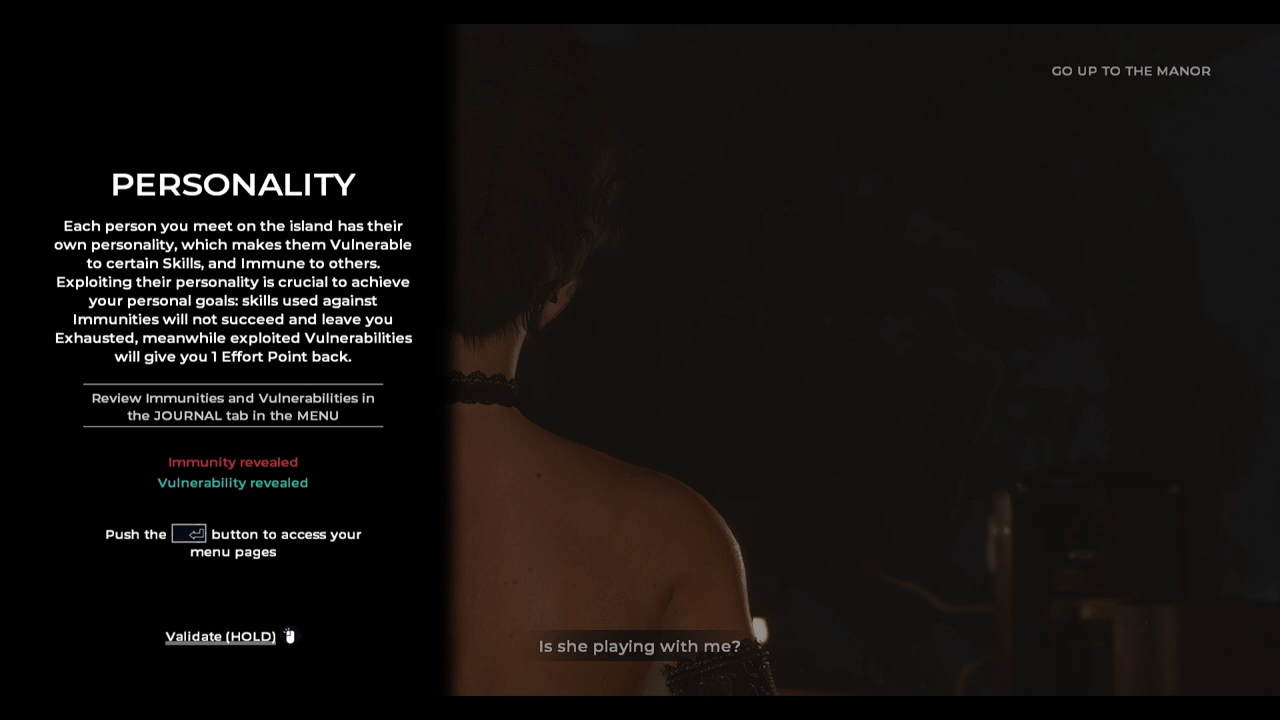 GO UP TO THE MANOR
PERSONALITY
Each person you meet on the island has their
own personality, which makes them Vulnerable
to certain Skills, and Immune to others.
Exploiting their personality is crucial to achieve
your personal goals: skills used against
Immunities will not succeed and leave you
Exhausted, meanwhile exploited Vulnerabilities
will give you 1 Effort Point back.
Review Immunities and Vulnerabilities in
the JOURNAL tab in the MENU
Immunity revealed
Vulnerability revealed
Push the button to access your
menu pages
Validate (HOLD)
Is she playing with me?